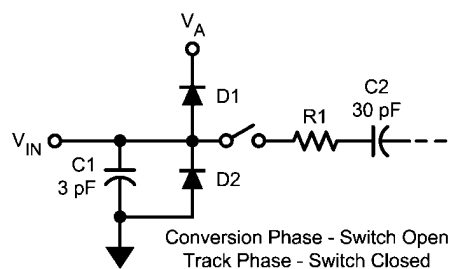 VA
D1
C2
30 pF
R1
VIN
C1
3 pF
D2
Conversion Phase - Switch Open
Track Phase - Switch Closed